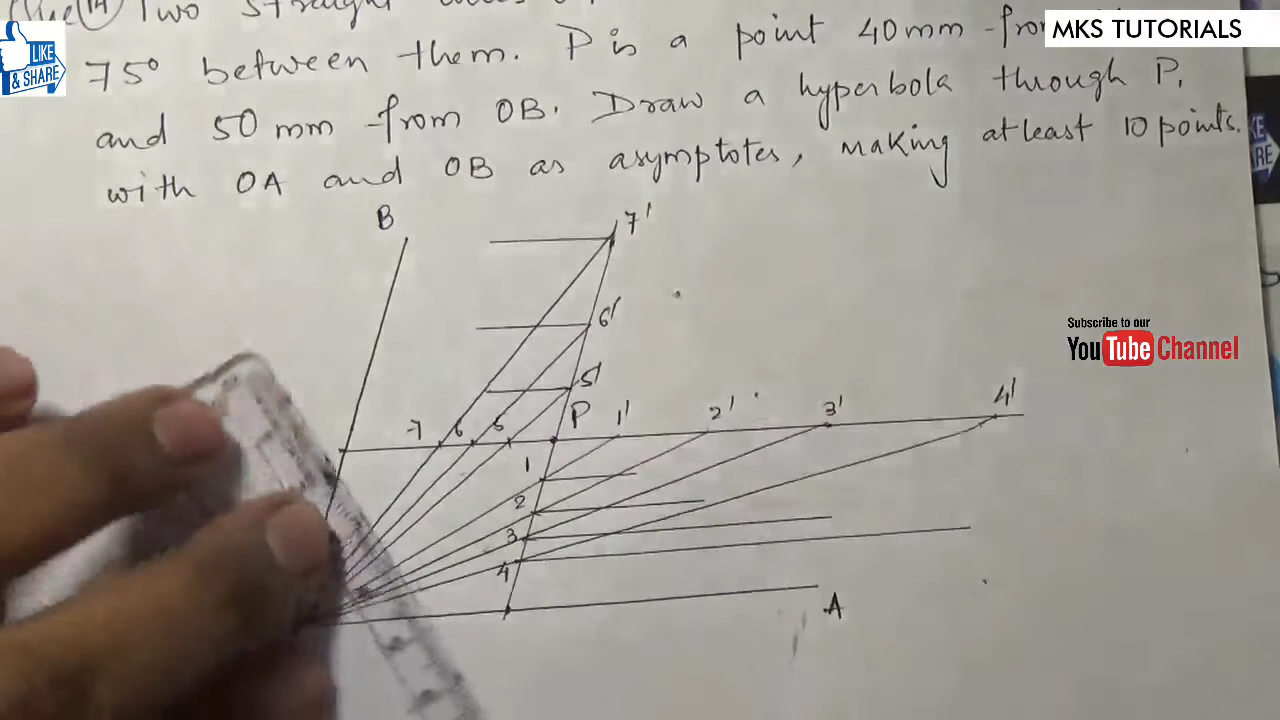 Two straight
MKS TUTORIALS
LIKE & SHARE
75° between them. P is a point 40mm from
and 50 mm from OB. Draw a hyperbola through P,
with OA and OB as asymptotes, making atleast 10 points.
B
7'
6'
Subscribe to our
YouTube Channel
5'
7 6 5 P 1' 2' 3' 4'
1
2
3
4
A